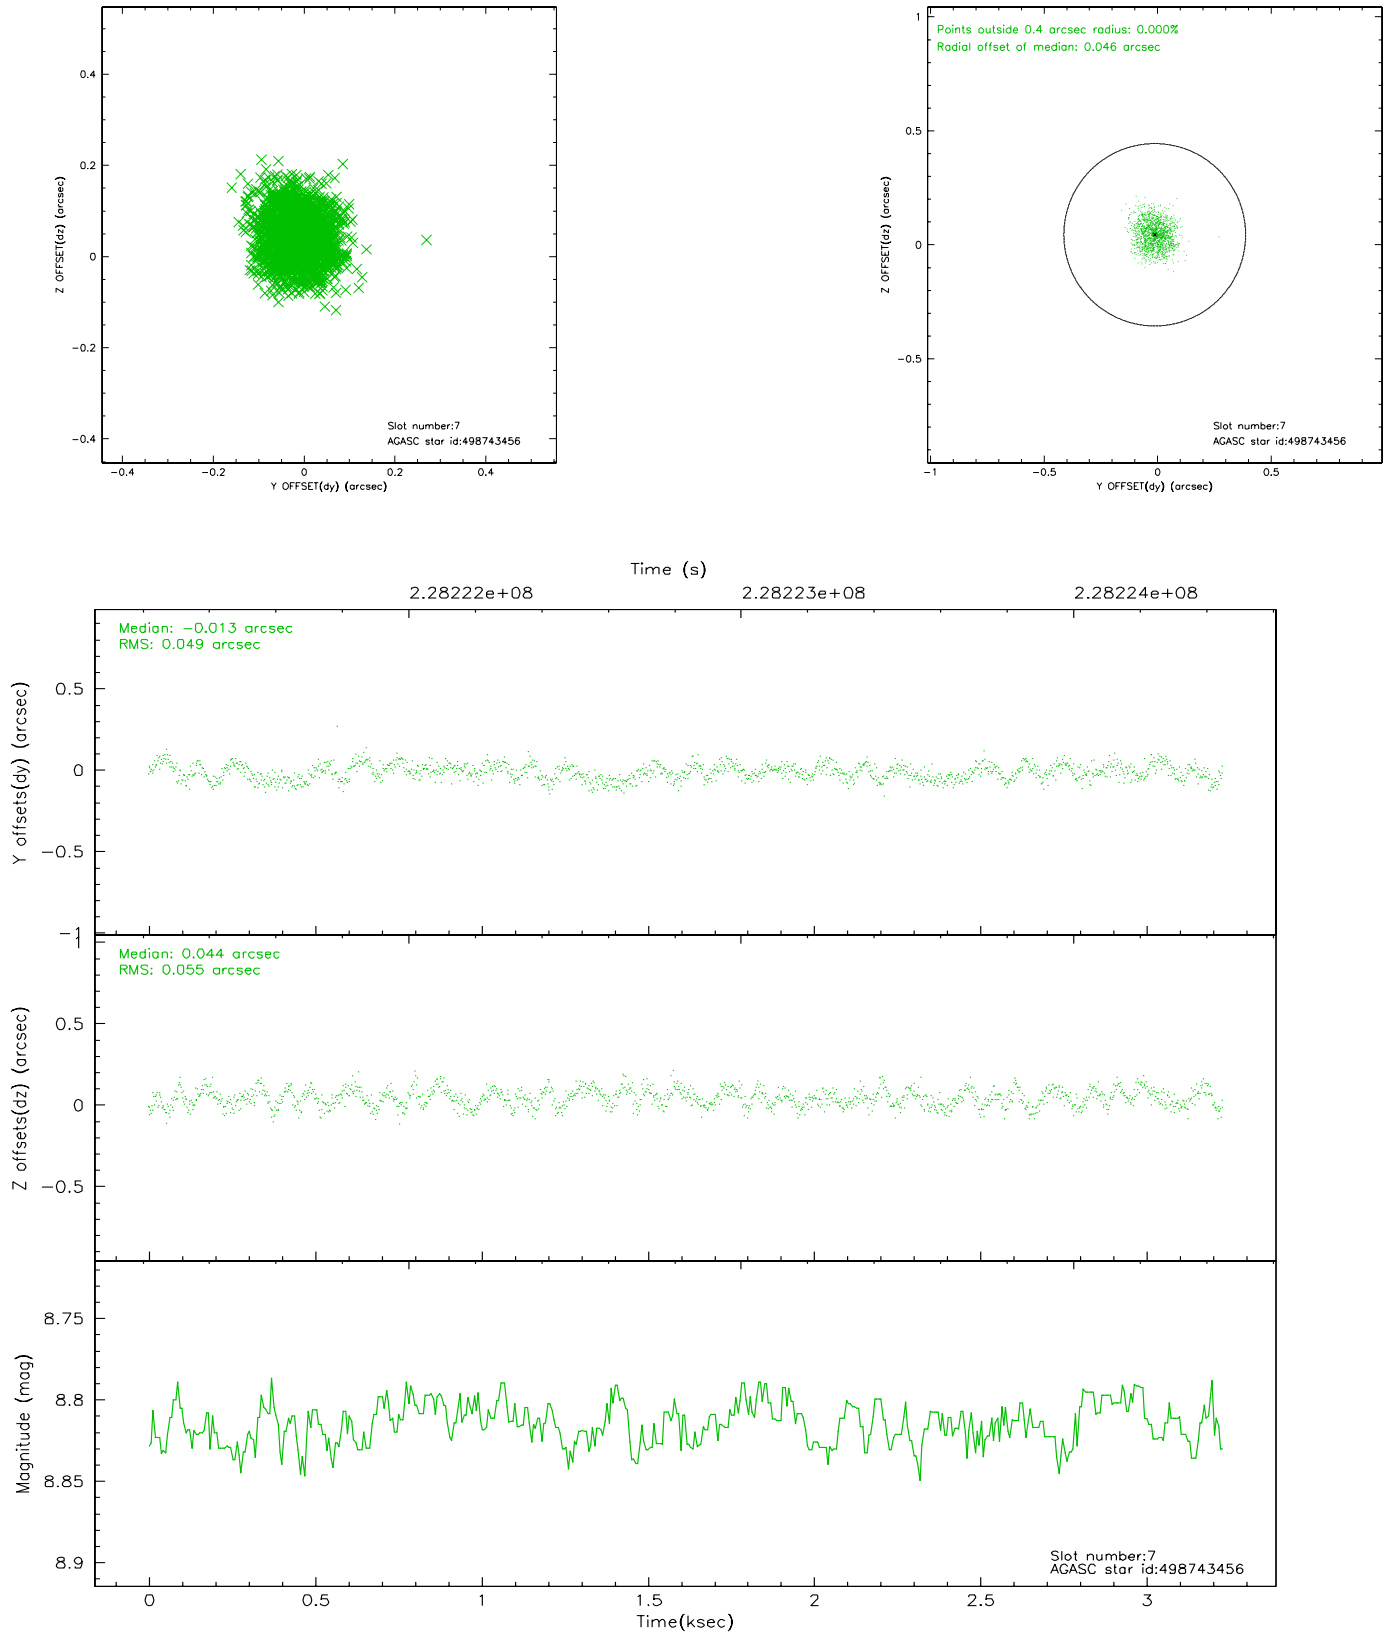 0.4
0.2
0
-0.2
-0.4
Z OFFSET(dz) (arcsec)
Slot number:7
AGASC star id:498743456
-0.4
-0.2
0
0.2
0.4
Y OFFSET(dy) (arcsec)
Points outside 0.4 arcsec radius: 0.000%
Radial offset of median: 0.046 arcsec
1
0.5
0
-0.5
Z OFFSET(dz) (arcsec)
Slot number:7
AGASC star id:498743456
-1
-0.5
0
0.5
Y OFFSET(dy) (arcsec)
Time (s)
2.28222e+08
2.28223e+08
2.28224e+08
Median: -0.013 arcsec
RMS: 0.049 arcsec
0.5
0
-0.5
-1
Y offsets(dy) (arcsec)
Median: 0.044 arcsec
RMS: 0.055 arcsec
1
0.5
0
-0.5
Z offsets(dz) (arcsec)
8.75
8.8
8.85
8.9
Magnitude (mag)
Slot number:7
AGASC star id:498743456
0
0.5
1
1.5
2
2.5
3
Time(ksec)